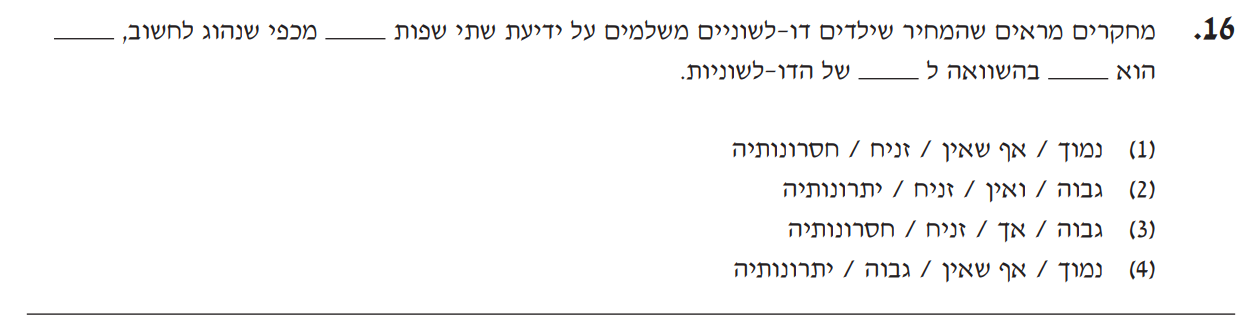 16. מחקרים מראים שהמחיר שילדים דו-לשוניים משלמים על ידיעת שתי שפות _____ מכפי שנהוג לחשוב, _____
הוא _____ בהשוואה ל _____ של הדו-לשוניות.
(1) נמוך / אף שאין / זניח / חסרונותיה
(2) גבוה / ואין / זניח / יתרונותיה
(3) גבוה / אך / זניח / חסרונותיה
(4) נמוך / אף שאין / גבוה / יתרונותיה